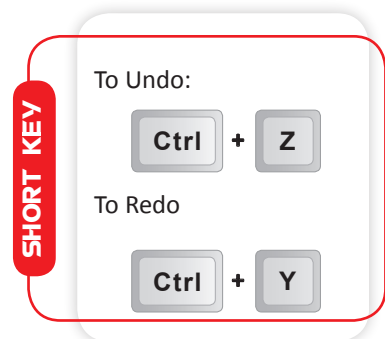 SHORT KEY
To Undo:
Ctrl + Z
To Redo
Ctrl + Y